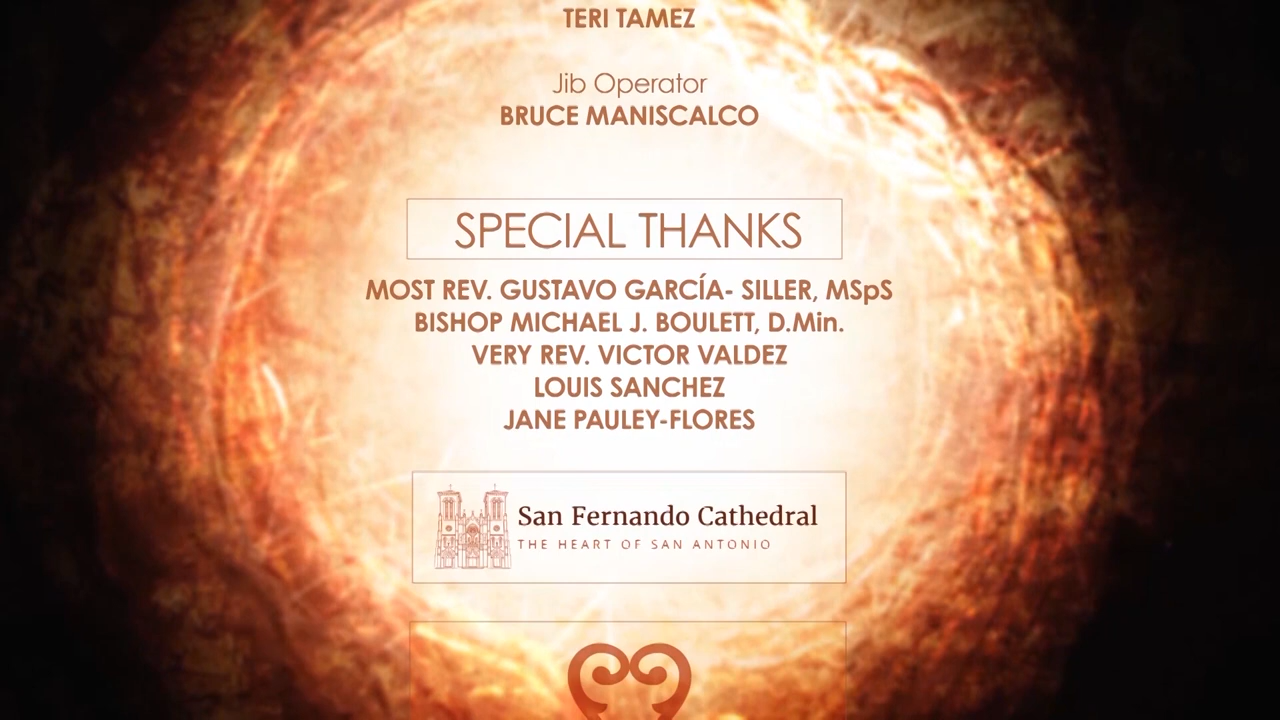 TERI TAMEZ
Jib Operator
BRUCE MANISCALCO
SPECIAL THANKS
MOST REV. GUSTAVO GARCÍA- SILLER, MSpS
BISHOP MICHAEL J. BOULETT, D.Min.
VERY REV. VICTOR VALDEZ
LOUIS SANCHEZ
JANE PAULEY-FLORES
San Fernando Cathedral
THE HEART OF SAN ANTONIO